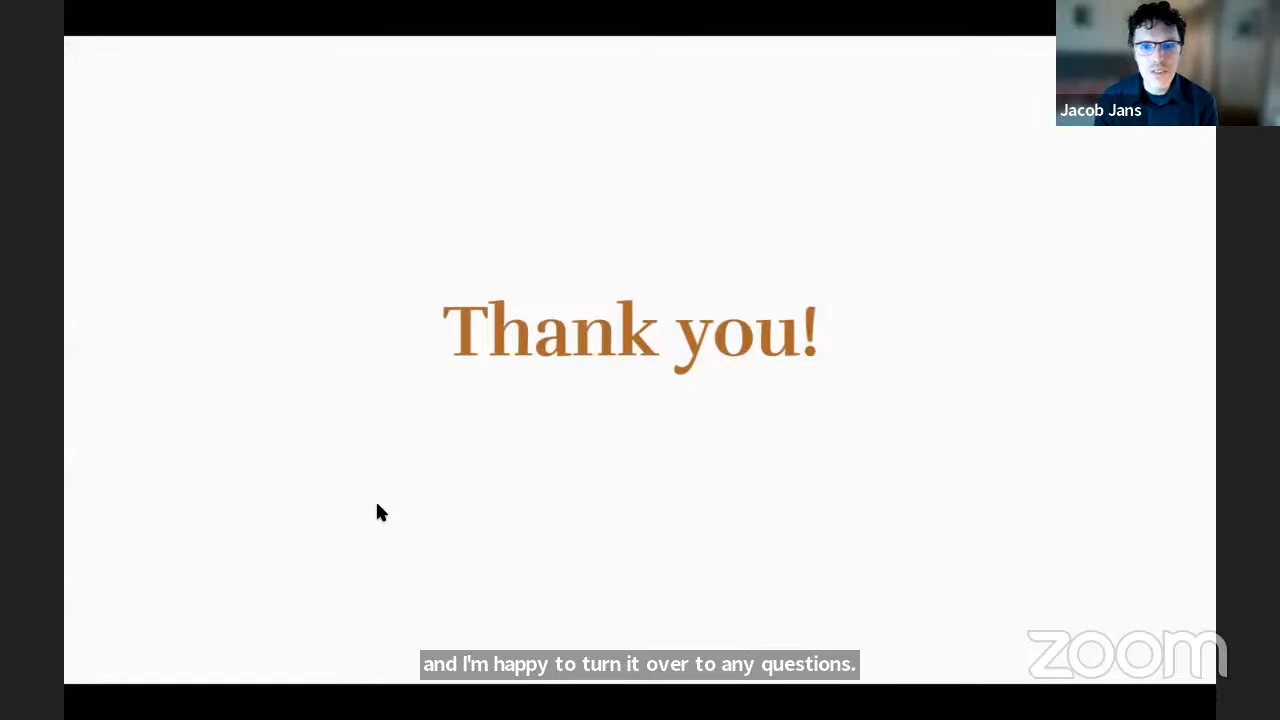 Jacob Jans
Thank you!
and I'm happy to turn it over to any questions.
zoom